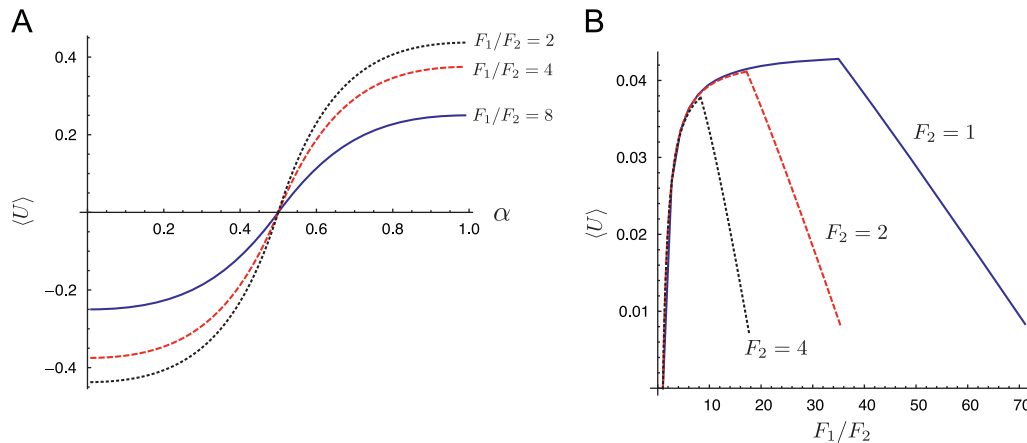 A
B
F₁/F₂ = 2
F₁/F₂ = 4
F₁/F₂ = 8
0.4
0.2
−0.2
−0.4
⟨U⟩
0.2
0.4
0.6
0.8
1.0
α
0.04
0.03
0.02
0.01
⟨U⟩
F₂ = 1
F₂ = 2
F₂ = 4
10
20
30
40
50
60
70
F₁/F₂